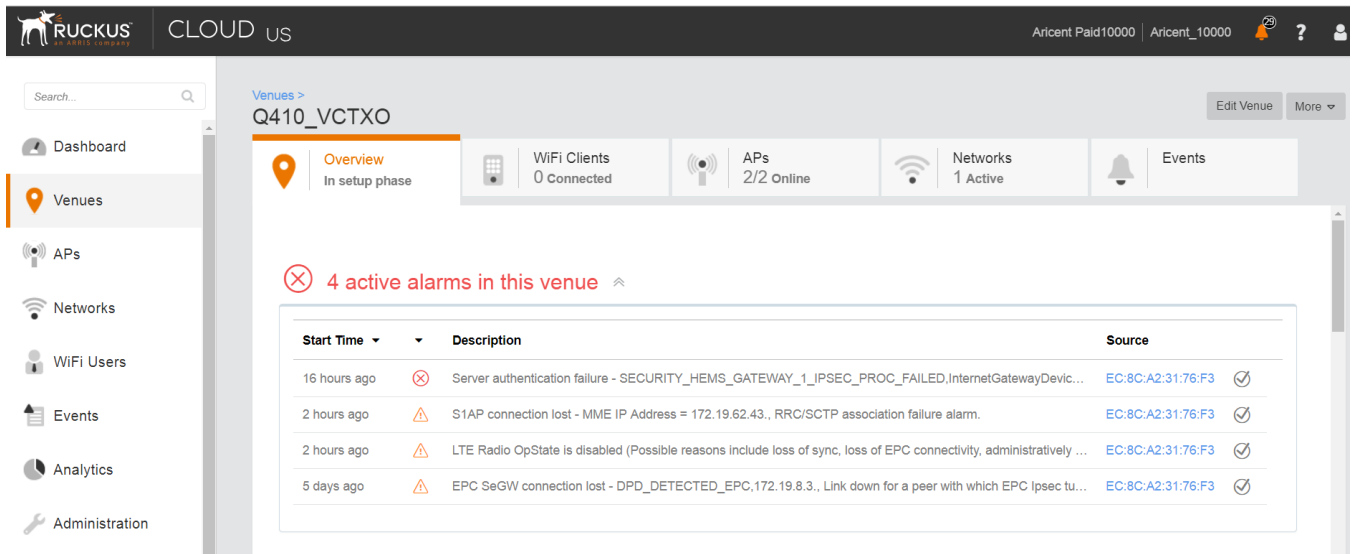 RUCKUS
an ARRIS company
CLOUD US
Aricent Paid10000 Aricent_10000 29 ?
Search...
Dashboard
Venues
APs
Networks
WiFi Users
Events
Analytics
Administration
Venues >
Q410_VCTXO
Edit Venue More
Overview
In setup phase
WiFi Clients
0 Connected
APs
2/2 Online
Networks
1 Active
Events
4 active alarms in this venue
Start Time Description Source
16 hours ago Server authentication failure - SECURITY_HEMS_GATEWAY_1_IPSEC_PROC_FAILED,InternetGatewayDevic... EC:8C:A2:31:76:F3
2 hours ago S1AP connection lost - MME IP Address = 172.19.62.43., RRC/SCTP association failure alarm. EC:8C:A2:31:76:F3
2 hours ago LTE Radio OpState is disabled (Possible reasons include loss of sync, loss of EPC connectivity, administratively ... EC:8C:A2:31:76:F3
5 days ago EPC SeGW connection lost - DPD_DETECTED_EPC,172.19.8.3., Link down for a peer with which EPC Ipsec tu... EC:8C:A2:31:76:F3